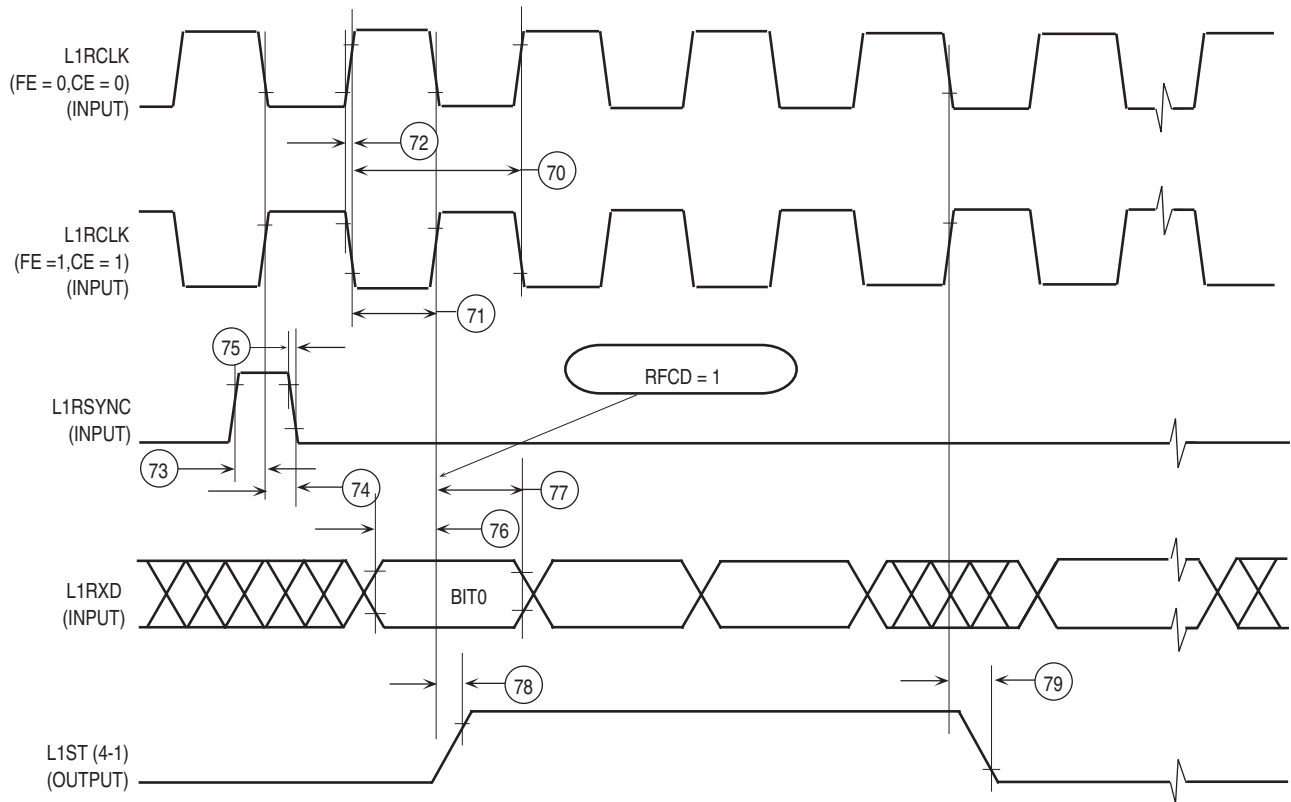 L1RCLK
(FE = 0,CE = 0)
(INPUT)
72
70
L1RCLK
(FE =1,CE = 1)
(INPUT)
71
75
RFCD = 1
L1RSYNC
(INPUT)
73
74
77
76
L1RXD
(INPUT)
BIT0
78
79
L1ST (4-1)
(OUTPUT)